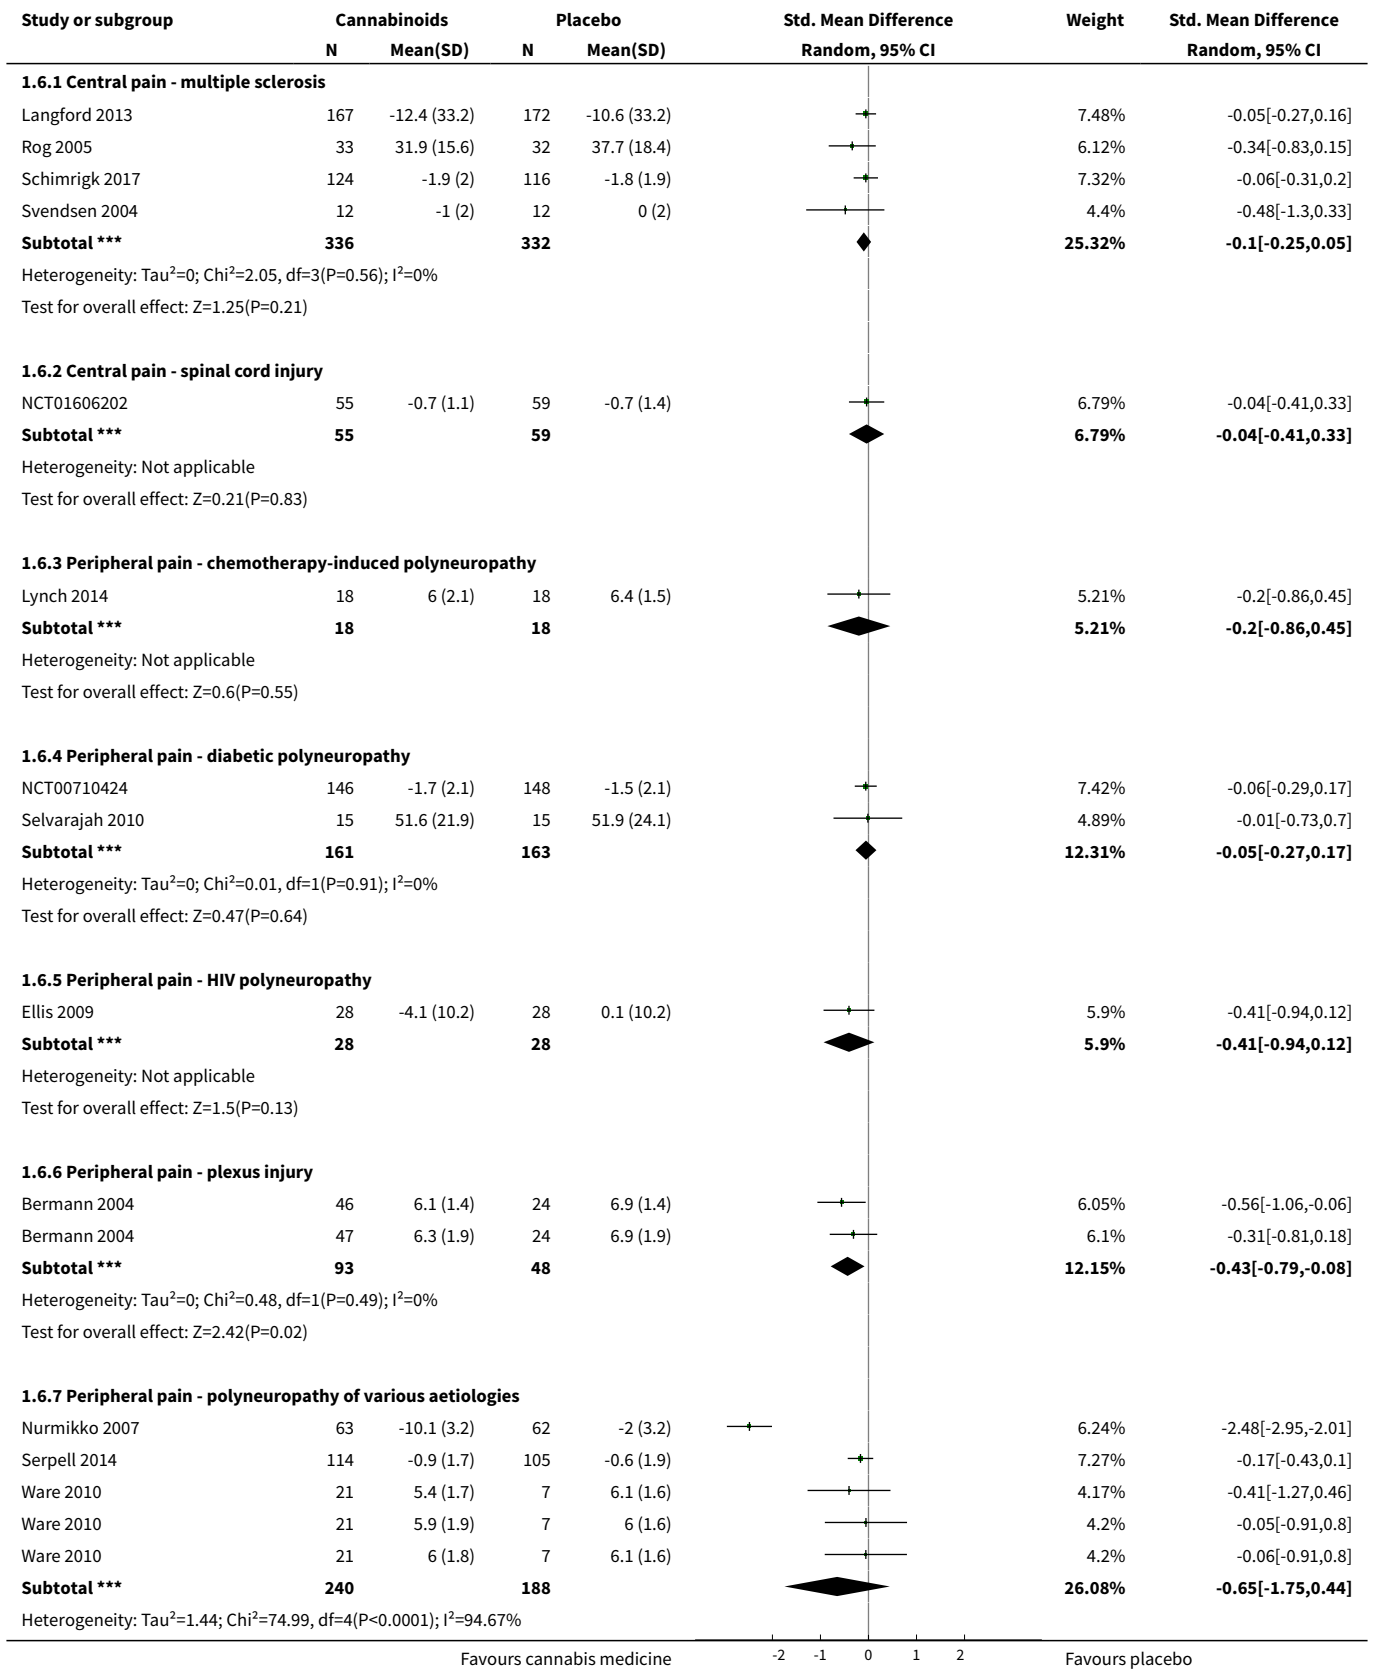 Study or subgroup Cannabinoids Placebo Std. Mean Difference Weight Std. Mean Difference
N Mean(SD) N Mean(SD) Random, 95% CI Random, 95% CI
1.6.1 Central pain - multiple sclerosis
Langford 2013 167 -12.4 (33.2) 172 -10.6 (33.2) 7.48% -0.05[-0.27,0.16]
Rog 2005 33 31.9 (15.6) 32 37.7 (18.4) 6.12% -0.34[-0.83,0.15]
Schimrigk 2017 124 -1.9 (2) 116 -1.8 (1.9) 7.32% -0.06[-0.31,0.2]
Svendsen 2004 12 -1 (2) 12 0 (2) 4.4% -0.48[-1.3,0.33]
Subtotal *** 336 332 25.32% -0.1[-0.25,0.05]
Heterogeneity: Tau²=0; Chi²=2.05, df=3(P=0.56); I²=0%
Test for overall effect: Z=1.25(P=0.21)
1.6.2 Central pain - spinal cord injury
NCT01606202 55 -0.7 (1.1) 59 -0.7 (1.4) 6.79% -0.04[-0.41,0.33]
Subtotal *** 55 59 6.79% -0.04[-0.41,0.33]
Heterogeneity: Not applicable
Test for overall effect: Z=0.21(P=0.83)
1.6.3 Peripheral pain - chemotherapy-induced polyneuropathy
Lynch 2014 18 6 (2.1) 18 6.4 (1.5) 5.21% -0.2[-0.86,0.45]
Subtotal *** 18 18 5.21% -0.2[-0.86,0.45]
Heterogeneity: Not applicable
Test for overall effect: Z=0.6(P=0.55)
1.6.4 Peripheral pain - diabetic polyneuropathy
NCT00710424 146 -1.7 (2.1) 148 -1.5 (2.1) 7.42% -0.06[-0.29,0.17]
Selvarajah 2010 15 51.6 (21.9) 15 51.9 (24.1) 4.89% -0.01[-0.73,0.7]
Subtotal *** 161 163 12.31% -0.05[-0.27,0.17]
Heterogeneity: Tau²=0; Chi²=0.01, df=1(P=0.91); I²=0%
Test for overall effect: Z=0.47(P=0.64)
1.6.5 Peripheral pain - HIV polyneuropathy
Ellis 2009 28 -4.1 (10.2) 28 0.1 (10.2) 5.9% -0.41[-0.94,0.12]
Subtotal *** 28 28 5.9% -0.41[-0.94,0.12]
Heterogeneity: Not applicable
Test for overall effect: Z=1.5(P=0.13)
1.6.6 Peripheral pain - plexus injury
Bermann 2004 46 6.1 (1.4) 24 6.9 (1.4) 6.05% -0.56[-1.06,-0.06]
Bermann 2004 47 6.3 (1.9) 24 6.9 (1.9) 6.1% -0.31[-0.81,0.18]
Subtotal *** 93 48 12.15% -0.43[-0.79,-0.08]
Heterogeneity: Tau²=0; Chi²=0.48, df=1(P=0.49); I²=0%
Test for overall effect: Z=2.42(P=0.02)
1.6.7 Peripheral pain - polyneuropathy of various aetiologies
Nurmikko 2007 63 -10.1 (3.2) 62 -2 (3.2) 6.24% -2.48[-2.95,-2.01]
Serpell 2014 114 -0.9 (1.7) 105 -0.6 (1.9) 7.27% -0.17[-0.43,0.1]
Ware 2010 21 5.4 (1.7) 7 6.1 (1.6) 4.17% -0.41[-1.27,0.46]
Ware 2010 21 5.9 (1.9) 7 6 (1.6) 4.2% -0.05[-0.91,0.8]
Ware 2010 21 6 (1.8) 7 6.1 (1.6) 4.2% -0.06[-0.91,0.8]
Subtotal *** 240 188 26.08% -0.65[-1.75,0.44]
Heterogeneity: Tau²=1.44; Chi²=74.99, df=4(P<0.0001); I²=94.67%
Favours cannabis medicine -2 -1 0 1 2 Favours placebo